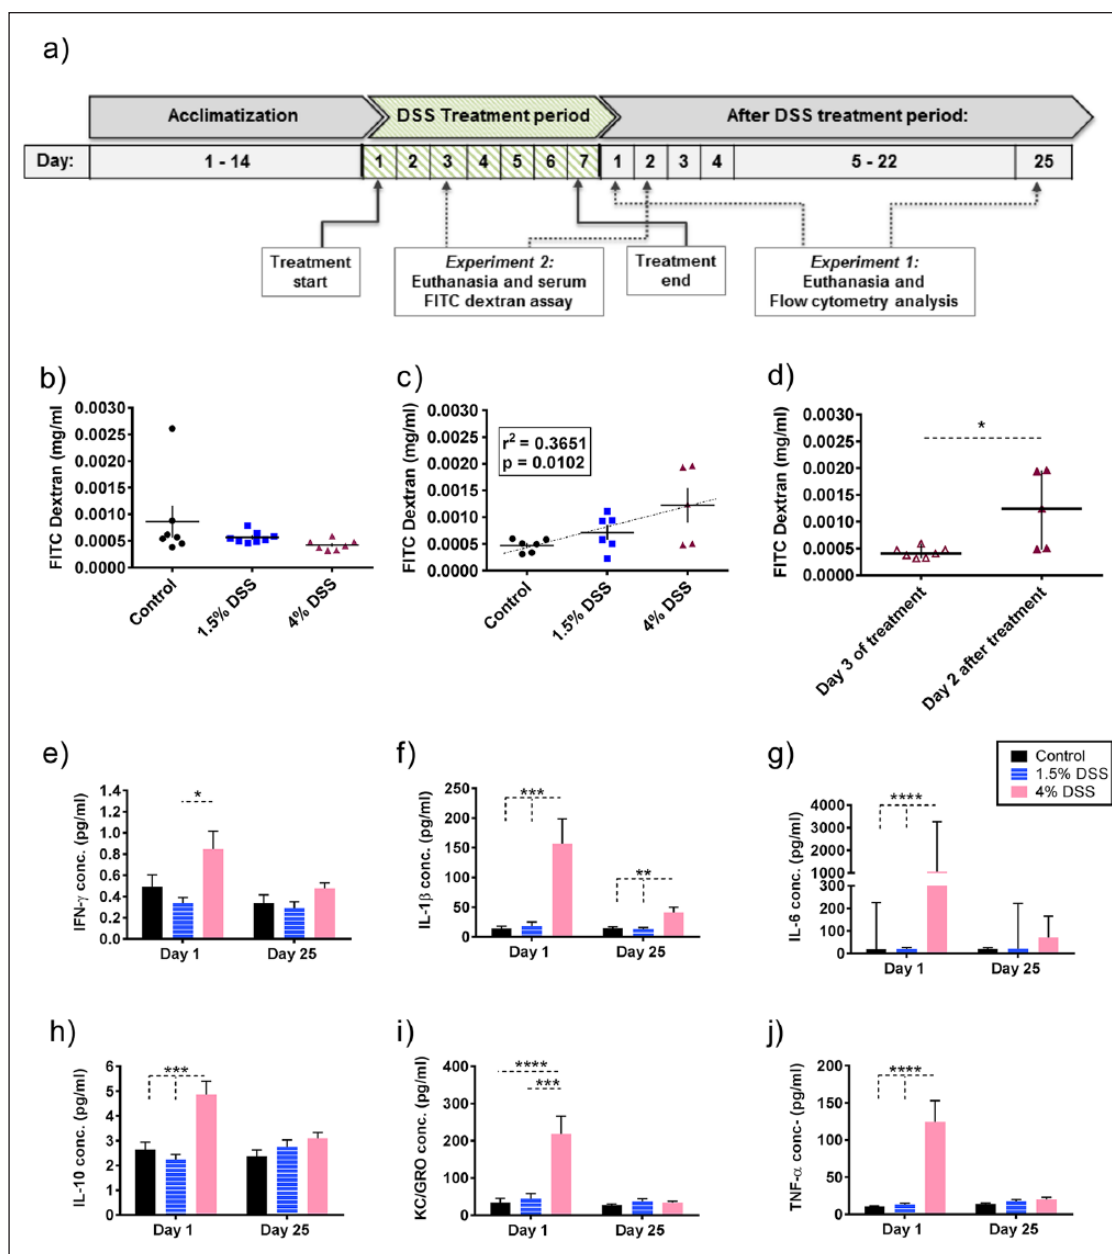 a)
Acclimatization DSS Treatment period After DSS treatment period:
Day: 1 - 14 1 2 3 4 5 6 7 1 2 3 4 5 - 22 25
Treatment
start
Experiment 2:
Euthanasia and serum
FITC dextran assay
Treatment
end
Experiment 1:
Euthanasia and
Flow cytometry analysis
b)
FITC Dextran (mg/ml)
0.0030
0.0025
0.0020
0.0015
0.0010
0.0005
0.0000
Control
1.5% DSS
4% DSS
c)
FITC Dextran (mg/ml)
0.0030
0.0025
0.0020
0.0015
0.0010
0.0005
0.0000
r² = 0.3651
p = 0.0102
Control
1.5% DSS
4% DSS
d)
FITC Dextran (mg/ml)
0.0030
0.0025
0.0020
0.0015
0.0010
0.0005
0.0000
*
Day 3 of treatment
Day 2 after treatment
e)
IFN-γ conc. (pg/ml)
1.4
1.2
1.0
0.8
0.6
0.4
0.2
0.0
*
Day 1 Day 25
f)
IL-1β conc. (pg/ml)
250
200
150
100
50
0
***
**
Day 1 Day 25
g)
Control
1.5% DSS
4% DSS
IL-6 conc. (pg/ml)
4000
3000
2000
1000
300
200
100
0
****
Day 1 Day 25
h)
IL-10 conc. (pg/ml)
6
5
4
3
2
1
0
***
Day 1 Day 25
i)
KC/GRO conc. (pg/ml)
400
300
200
100
0
****
***
Day 1 Day 25
j)
TNF-α conc- (pg/ml)
200
150
100
50
0
****
Day 1 Day 25